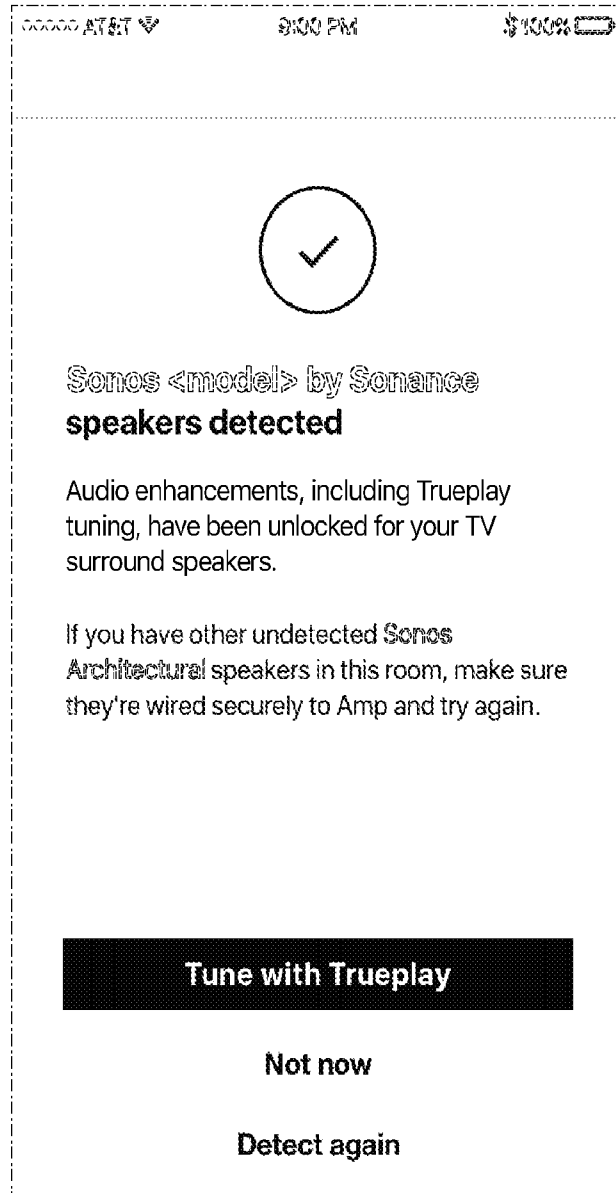 AT&T 9:00 PM 100%
Sonos <model> by Sonance
speakers detected
Audio enhancements, including Trueplay
tuning, have been unlocked for your TV
surround speakers.
If you have other undetected Sonos
Architectural speakers in this room, make sure
they're wired securely to Amp and try again.
Tune with Trueplay
Not now
Detect again